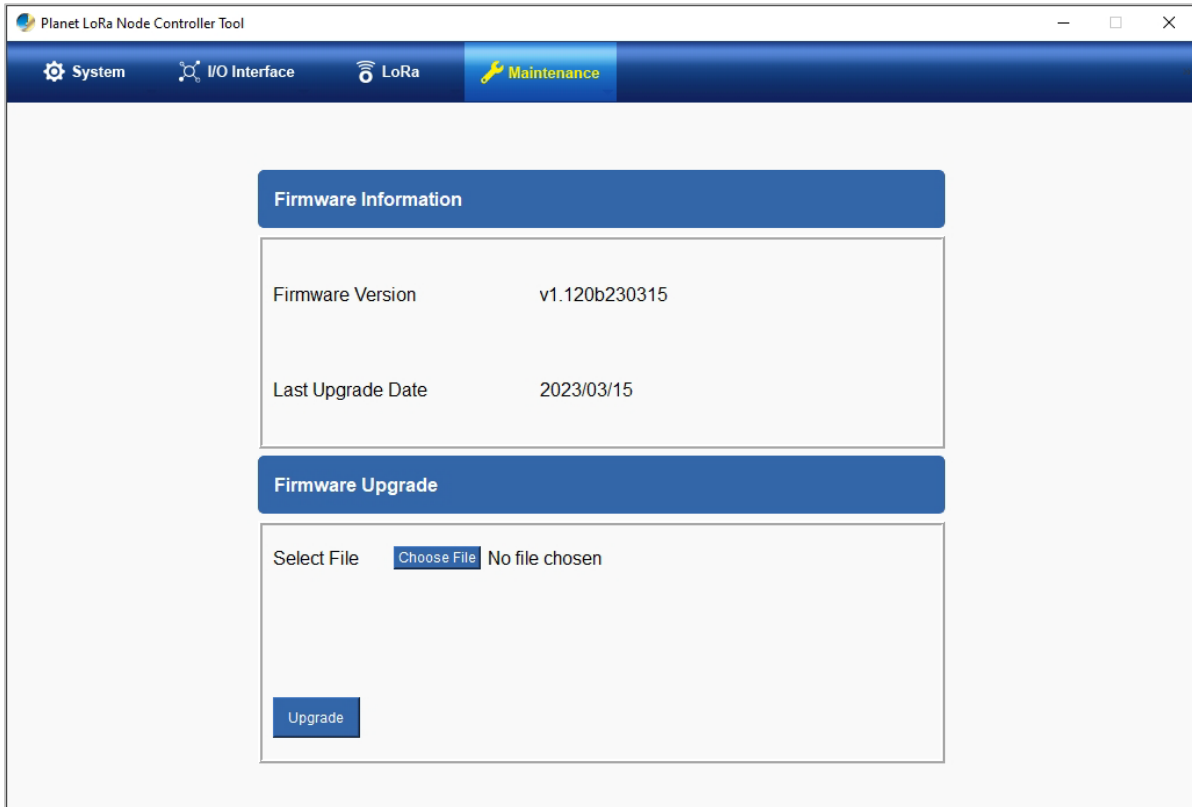 Planet LoRa Node Controller Tool
System I/O Interface LoRa Maintenance
Firmware Information
Firmware Version v1.120b230315
Last Upgrade Date 2023/03/15
Firmware Upgrade
Select File Choose File No file chosen
Upgrade